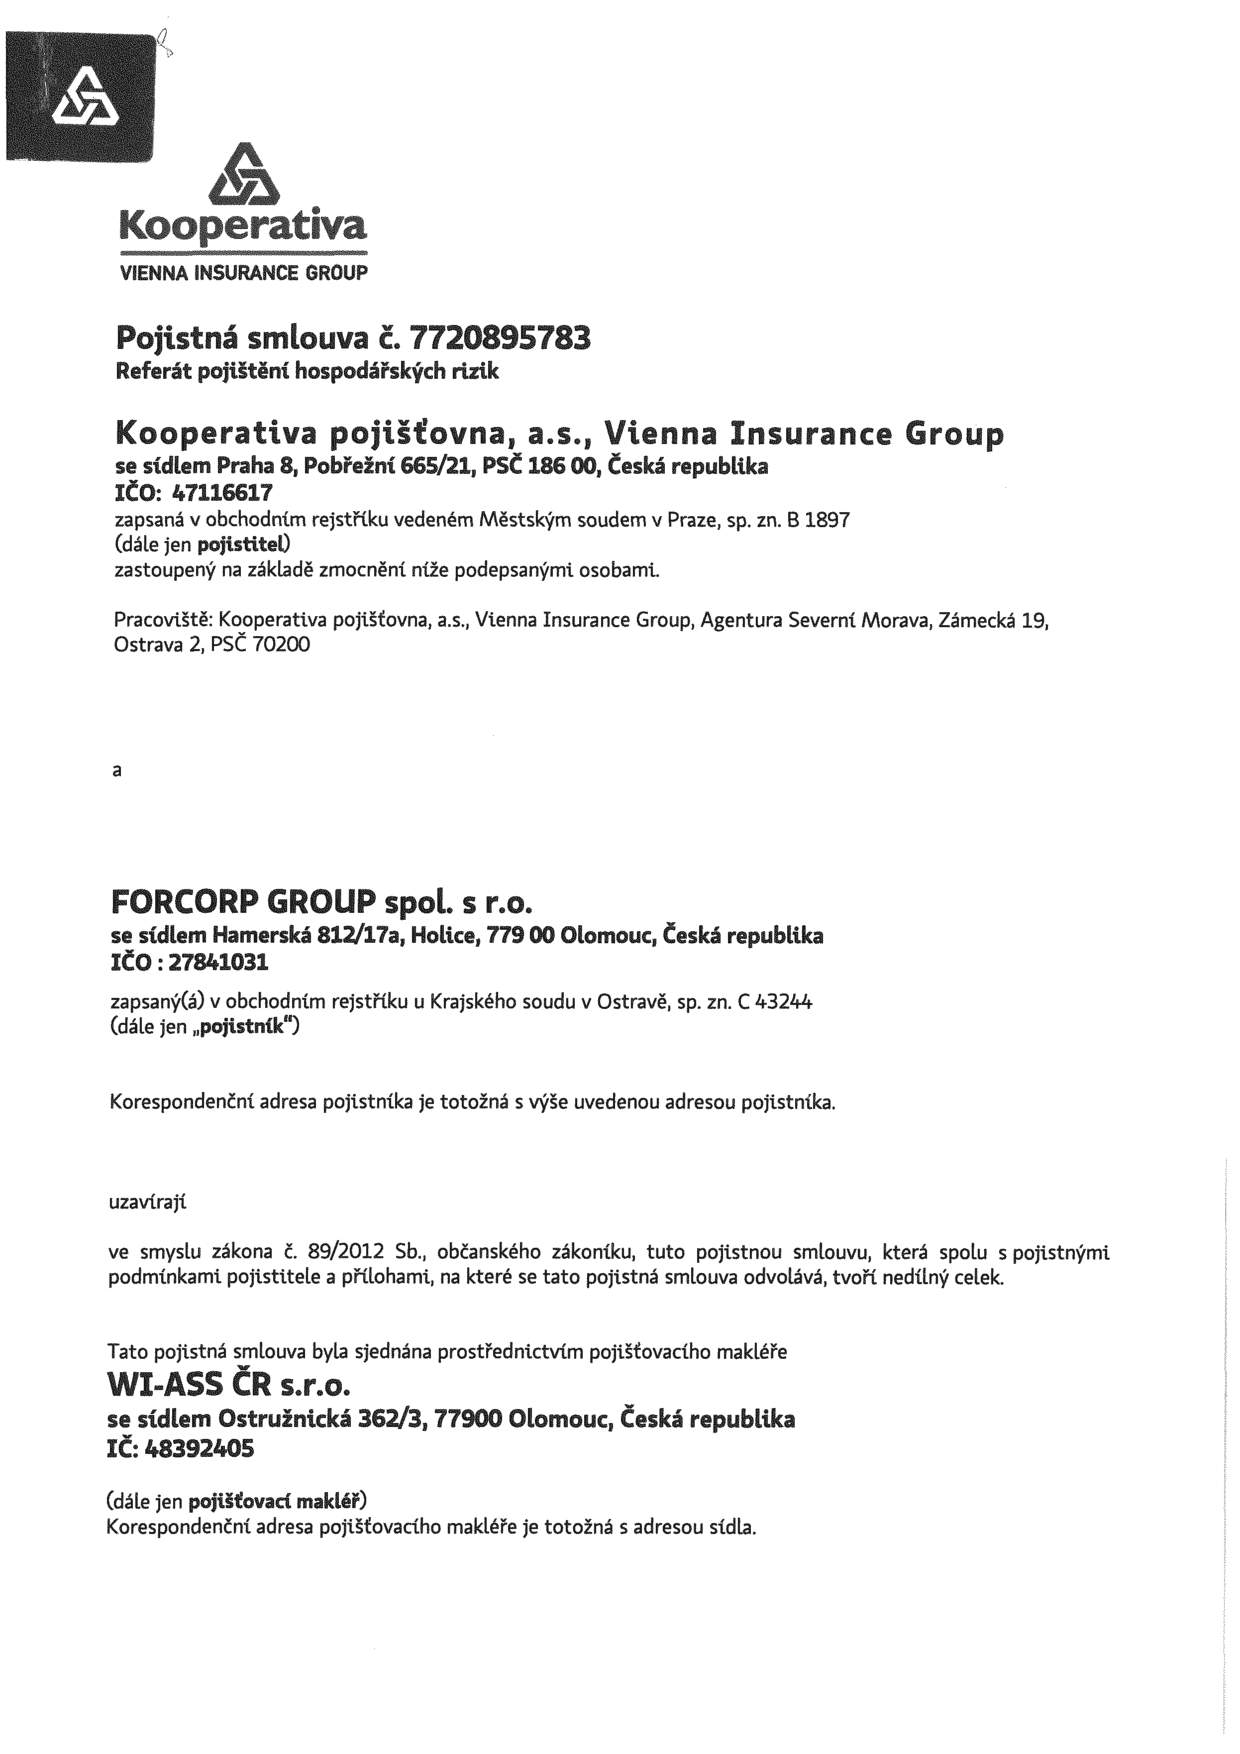 Kooperativa
VIENNA INSURANCE GROUP
Pojistná smlouva č. 7720895783
Referát pojištění hospodářských rizik
Kooperativa pojišťovna, a.s., Vienna Insurance Group
se sídlem Praha 8, Pobřežní 665/21, PSČ 186 00, Česká republika
IČO: 47116617
zapsaná v obchodním rejstříku vedeném Městským soudem v Praze, sp. zn. B 1897
(dále jen pojistitel)
zastoupený na základě zmocnění níže podepsanými osobami.
Pracoviště: Kooperativa pojišťovna, a.s., Vienna Insurance Group, Agentura Severní Morava, Zámecká 19,
Ostrava 2, PSČ 70200
a
FORCORP GROUP spol. s r.o.
se sídlem Hamerská 812/17a, Holice, 779 00 Olomouc, Česká republika
IČO : 27841031
zapsaný(á) v obchodním rejstříku u Krajského soudu v Ostravě, sp. zn. C 43244
(dále jen „pojistník“)
Korespondenční adresa pojistníka je totožná s výše uvedenou adresou pojistníka.
uzavírají
ve smyslu zákona č. 89/2012 Sb., občanského zákoníku, tuto pojistnou smlouvu, která spolu s pojistnými
podmínkami pojistitele a přílohami, na které se tato pojistná smlouva odvolává, tvoří nedílný celek.
Tato pojistná smlouva byla sjednána prostřednictvím pojišťovacího makléře
WI-ASS ČR s.r.o.
se sídlem Ostružnická 362/3, 77900 Olomouc, Česká republika
IČ: 48392405
(dále jen pojišťovací makléř)
Korespondenční adresa pojišťovacího makléře je totožná s adresou sídla.